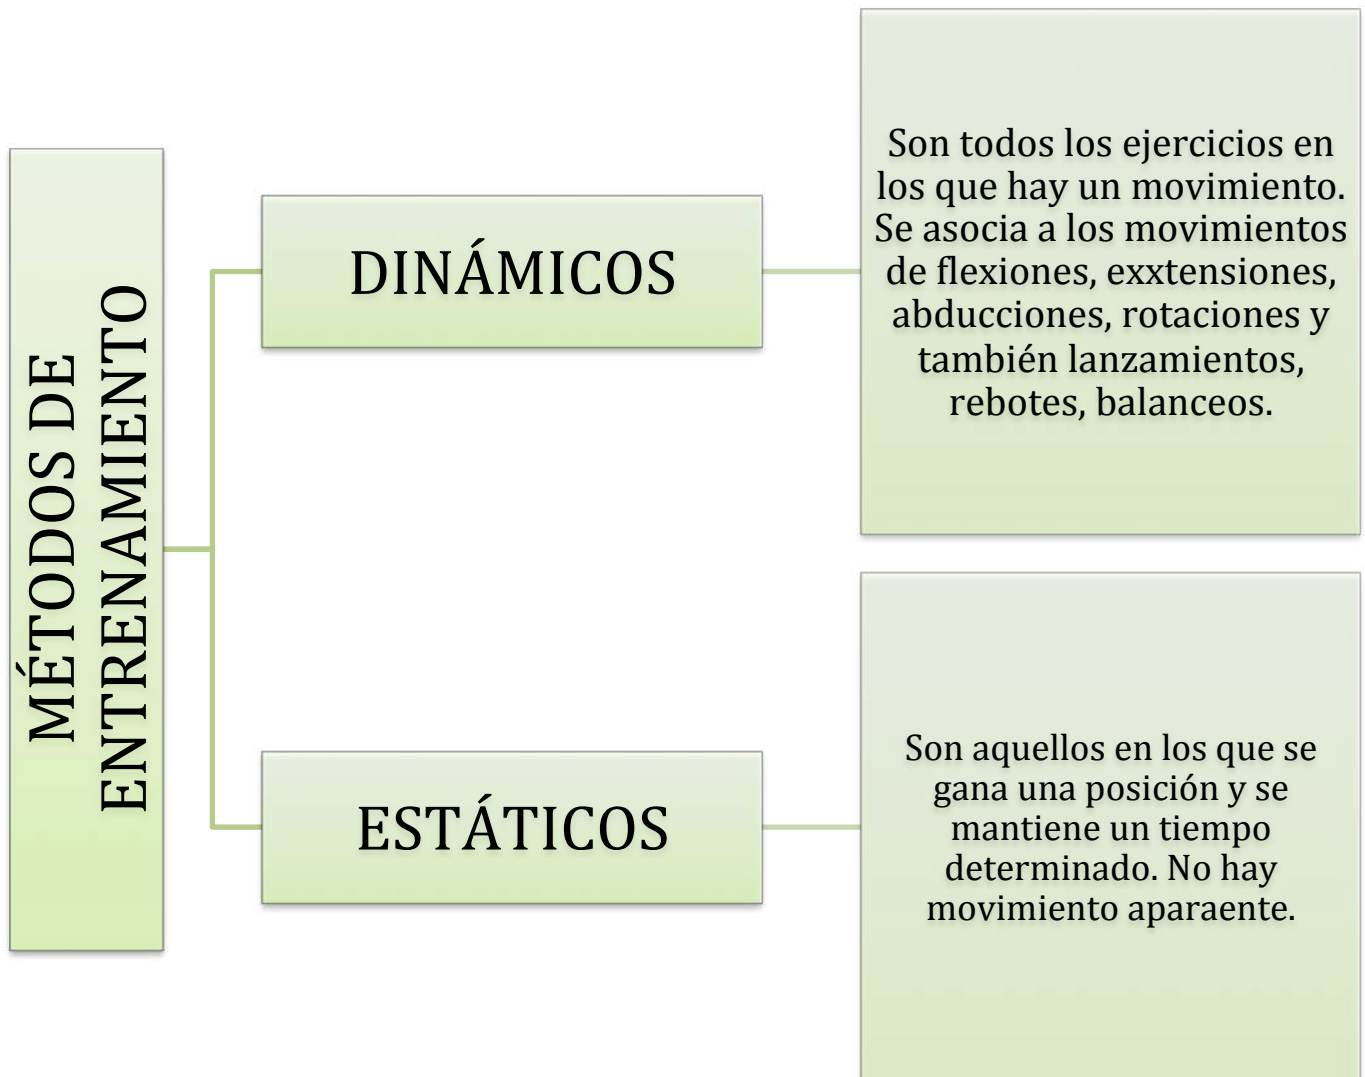 MÉTODOS DE
ENTRENAMIENTO
DINÁMICOS
Son todos los ejercicios en
los que hay un movimiento.
Se asocia a los movimientos
de flexiones, exxtensiones,
abducciones, rotaciones y
también lanzamientos,
rebotes, balanceos.
ESTÁTICOS
Son aquellos en los que se
gana una posición y se
mantiene un tiempo
determinado. No hay
movimiento aparaente.